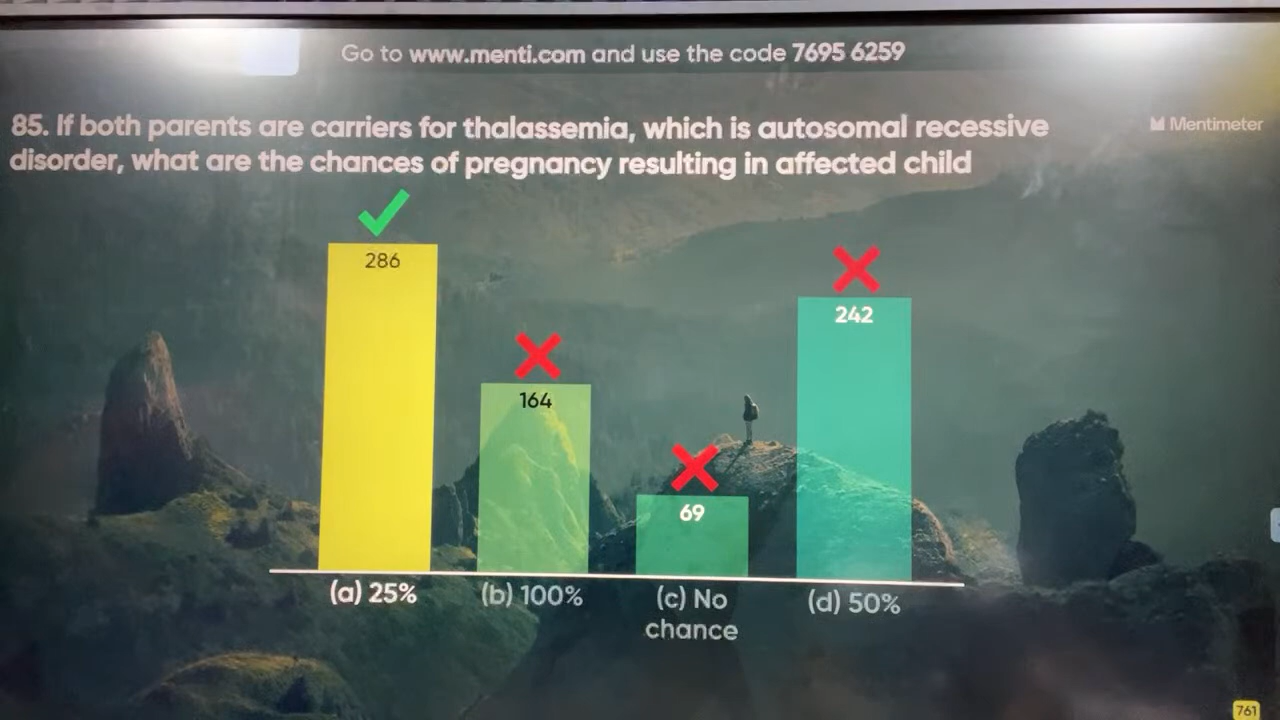 Go to www.menti.com and use the code 7695 6259
85. If both parents are carriers for thalassemia, which is autosomal recessive
disorder, what are the chances of pregnancy resulting in affected child
Mentimeter
286
164
69
242
(a) 25%
(b) 100%
(c) No
chance
(d) 50%
761